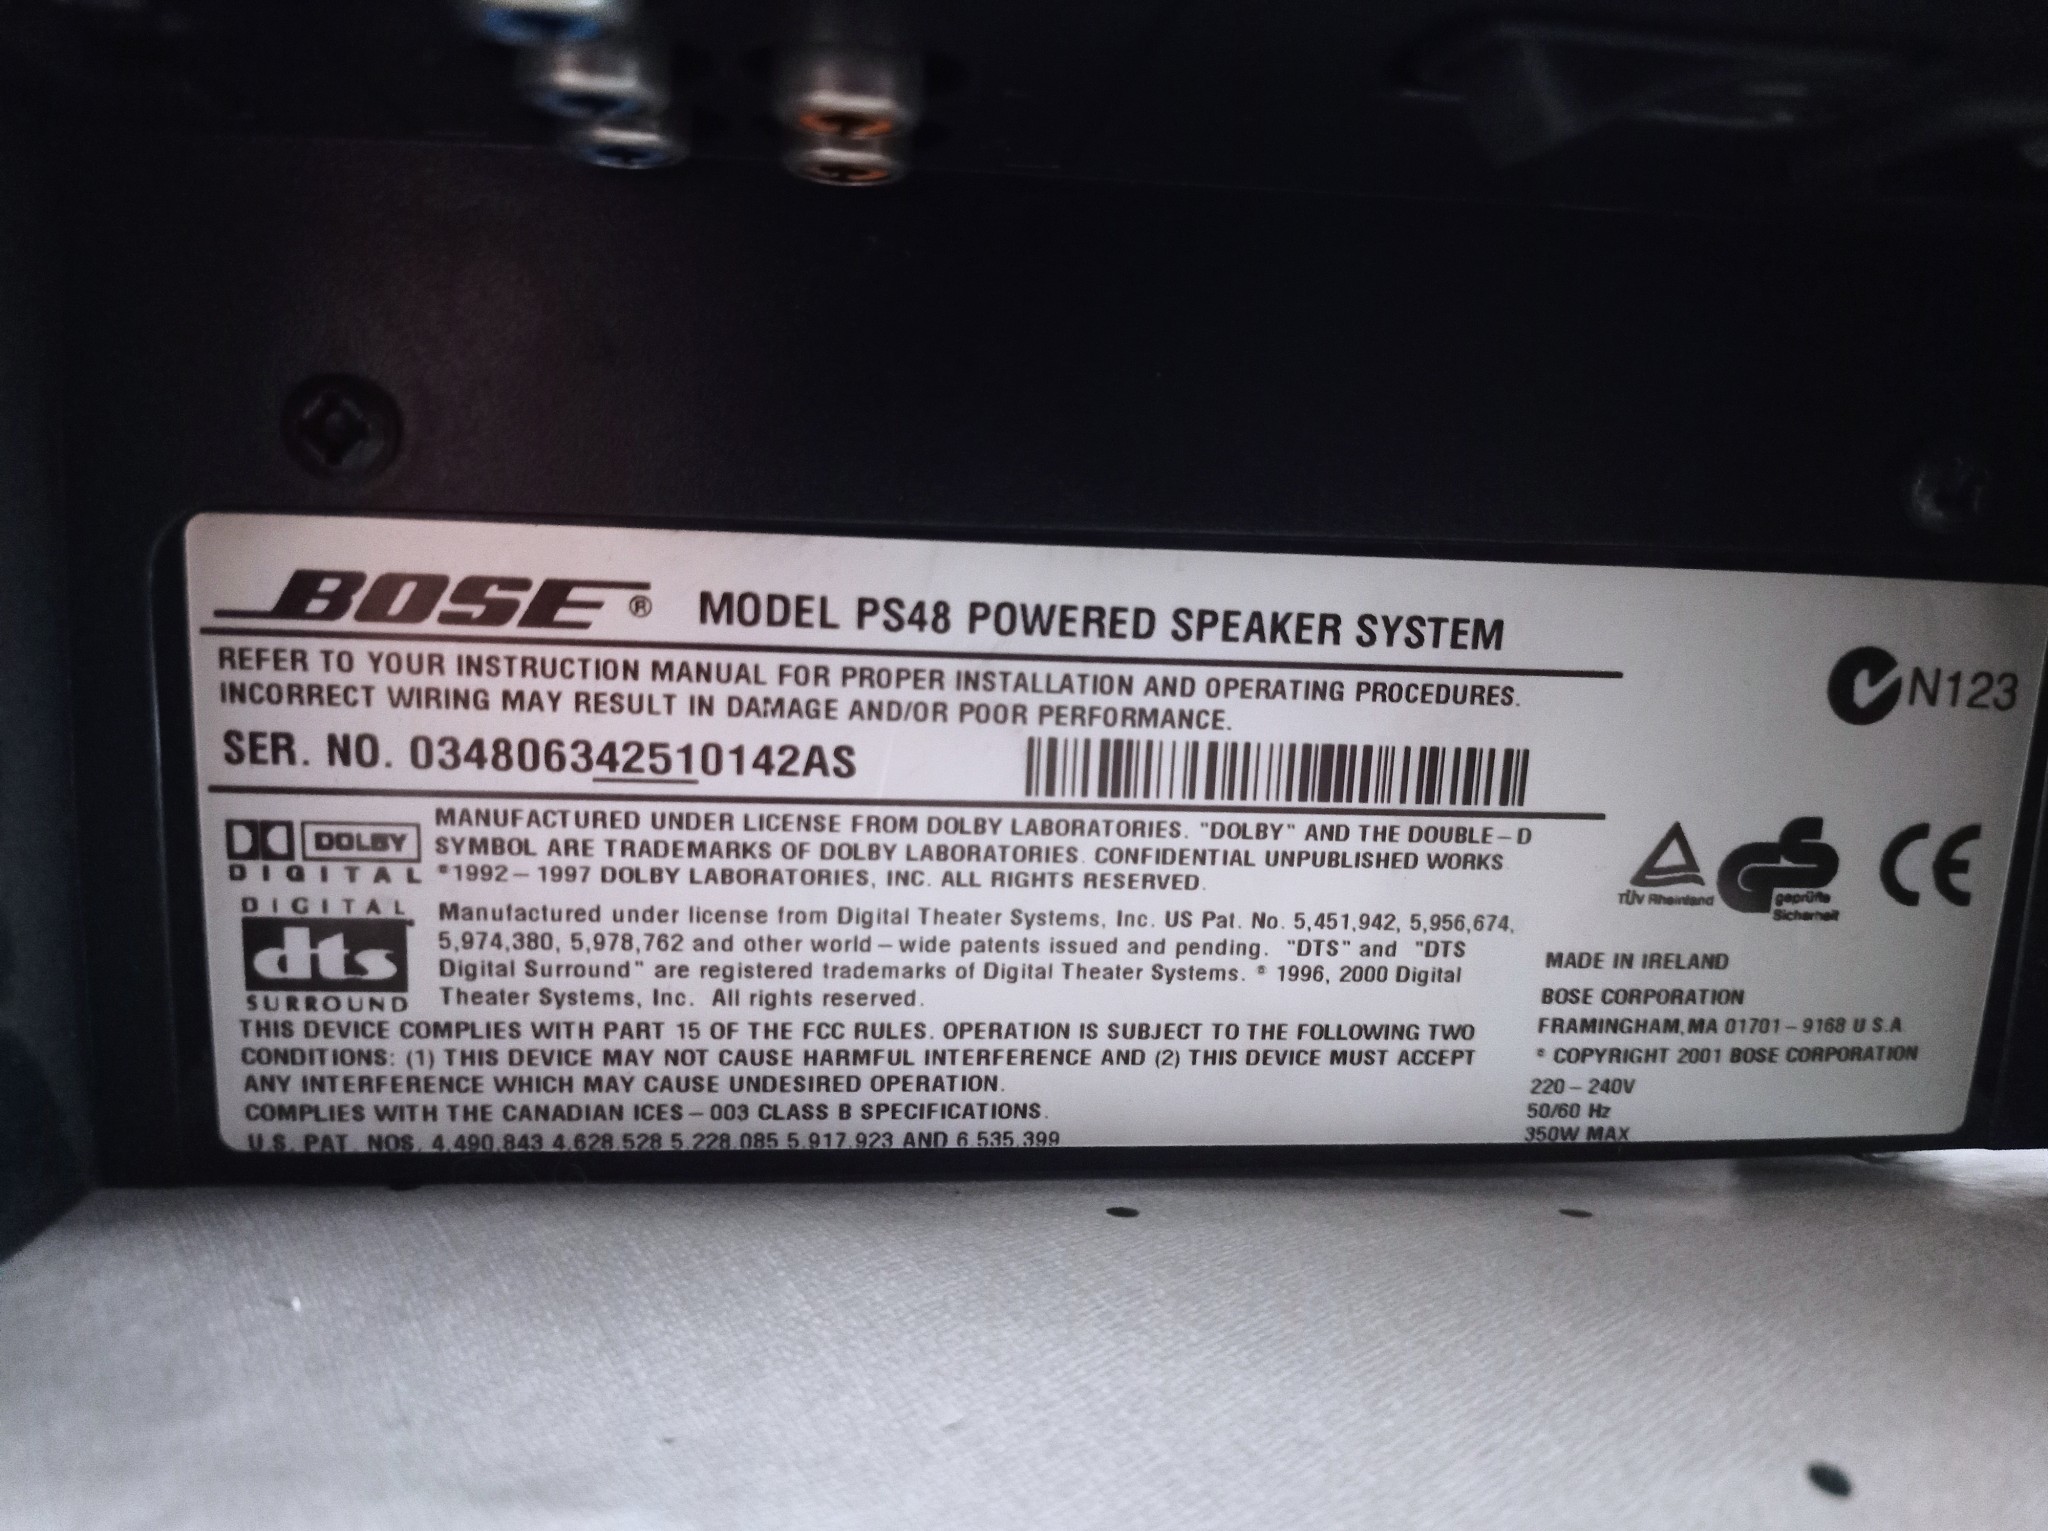 BOSE ® MODEL PS48 POWERED SPEAKER SYSTEM
REFER TO YOUR INSTRUCTION MANUAL FOR PROPER INSTALLATION AND OPERATING PROCEDURES.
INCORRECT WIRING MAY RESULT IN DAMAGE AND/OR POOR PERFORMANCE.
SER. NO. 034806342510142AS
N123
DOLBY
DIGITAL
MANUFACTURED UNDER LICENSE FROM DOLBY LABORATORIES. "DOLBY" AND THE DOUBLE-D
SYMBOL ARE TRADEMARKS OF DOLBY LABORATORIES. CONFIDENTIAL UNPUBLISHED WORKS
©1992-1997 DOLBY LABORATORIES, INC. ALL RIGHTS RESERVED.
DIGITAL
dts
SURROUND
Manufactured under license from Digital Theater Systems, Inc. US Pat. No. 5,451,942, 5,956,674,
5,974,380, 5,978,762 and other world-wide patents issued and pending. "DTS" and "DTS
Digital Surround" are registered trademarks of Digital Theater Systems. © 1996, 2000 Digital
Theater Systems, Inc. All rights reserved.
THIS DEVICE COMPLIES WITH PART 15 OF THE FCC RULES. OPERATION IS SUBJECT TO THE FOLLOWING TWO
CONDITIONS: (1) THIS DEVICE MAY NOT CAUSE HARMFUL INTERFERENCE AND (2) THIS DEVICE MUST ACCEPT
ANY INTERFERENCE WHICH MAY CAUSE UNDESIRED OPERATION.
COMPLIES WITH THE CANADIAN ICES-003 CLASS B SPECIFICATIONS.
U.S. PAT. NOS. 4,490,843 4,628,528 5,228,085 5,917,923 AND 6,535,399
TÜV Rheinland
GS
geprüfte
Sicherheit
CE
MADE IN IRELAND
BOSE CORPORATION
FRAMINGHAM, MA 01701-9168 U S.A
© COPYRIGHT 2001 BOSE CORPORATION
220-240V
50/60 Hz
350W MAX